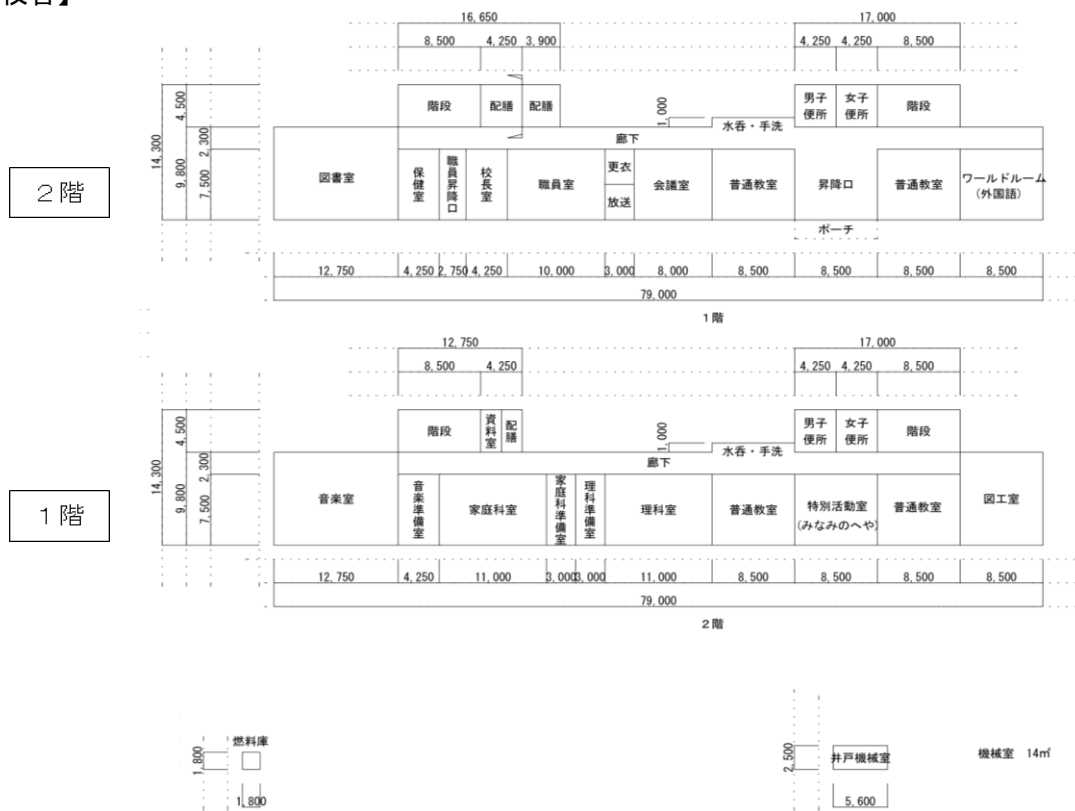 校舎】
16,650
17,000
8,500 4,250 3,900
4,250 4,250 8,500
階段 配膳 配膳
男子便所 女子便所 階段
14,300 4,500 9,800 2,300 7,500
1,000
水呑・手洗
廊下
2階
図書室 保健室 職員昇降口 校長室 職員室 更衣 放送 会議室 普通教室 昇降口 普通教室 ワールドルーム
(外国語)
ポーチ
12,750 4,250 2,750 4,250 10,000 3,000 8,000 8,500 8,500 8,500 8,500
79,000
1階
12,750
17,000
8,500 4,250
4,250 4,250 8,500
階段 資料室 配膳
男子便所 女子便所 階段
14,300 4,500 9,800 2,300 7,500
1,000
水呑・手洗
廊下
1階
音楽室 音楽準備室 家庭科室 家庭科準備室 理科準備室 理科室 普通教室 特別活動室
(みなみのへや)
普通教室 図工室
12,750 4,250 11,000 3,000 3,000 11,000 8,500 8,500 8,500 8,500
79,000
2階
燃料庫
1,800
1,800
2,500
井戸機械室
機械室 14㎡
5,600